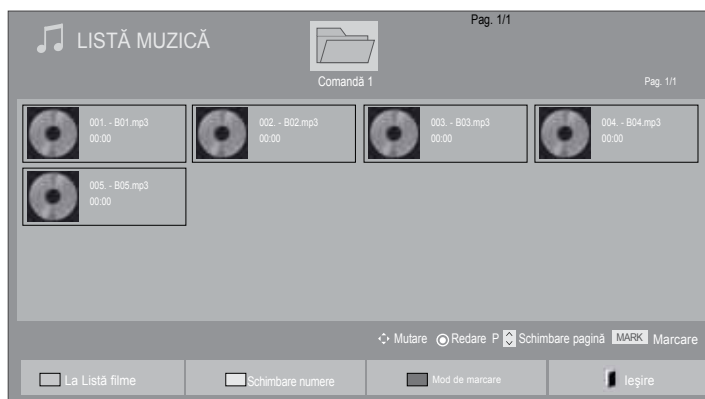 Pag. 1/1
LISTĂ MUZICĂ
Comandă 1
Pag. 1/1
001. - B01.mp3
00:00
002. - B02.mp3
00:00
003. - B03.mp3
00:00
004. - B04.mp3
00:00
005. - B05.mp3
00:00
Mutare Redare P Schimbare pagină MARK Marcare
La Listă filme Schimbare numere Mod de marcare Ieşire